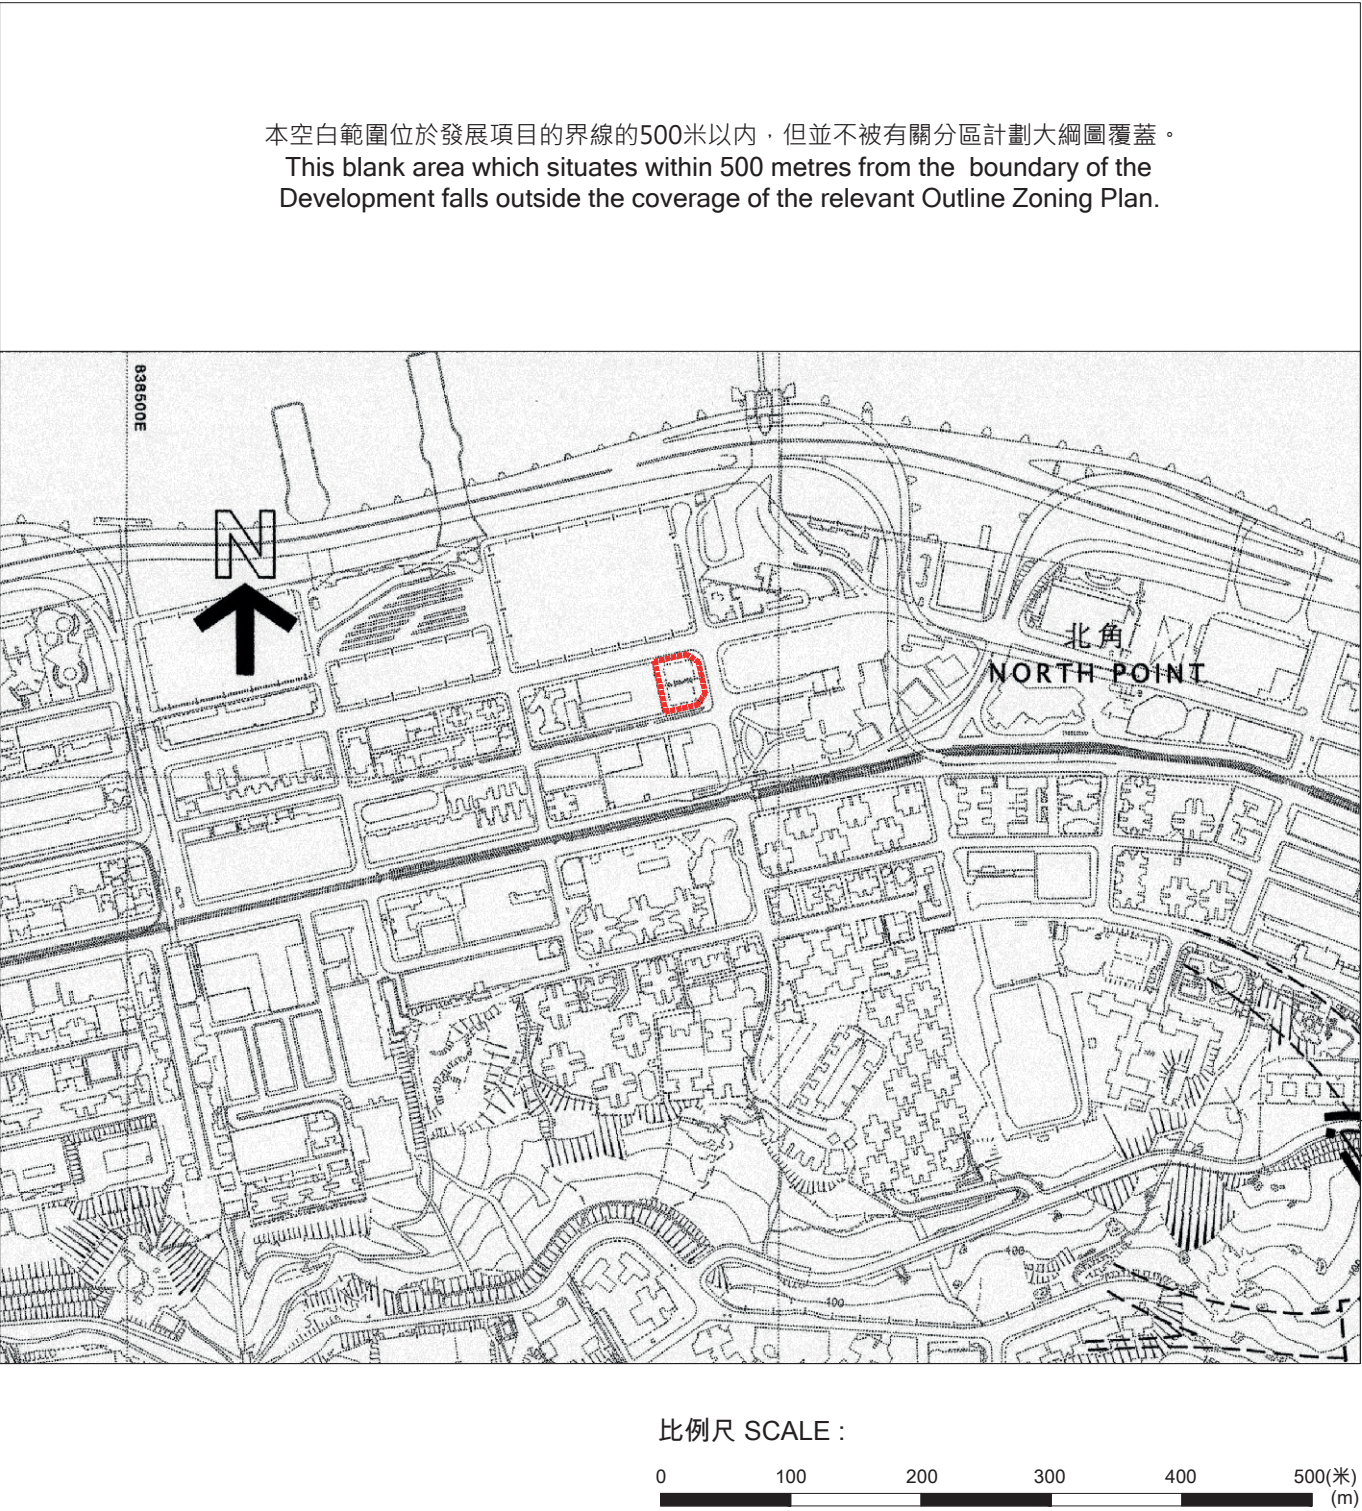 本空白範圍位於發展項目的界線的500米以內，但並不被有關分區計劃大綱圖覆蓋。
This blank area which situates within 500 metres from the boundary of the
Development falls outside the coverage of the relevant Outline Zoning Plan.
838500E
N
北角
NORTH POINT
100
100
比例尺 SCALE :
0 100 200 300 400 500(米)
(m)